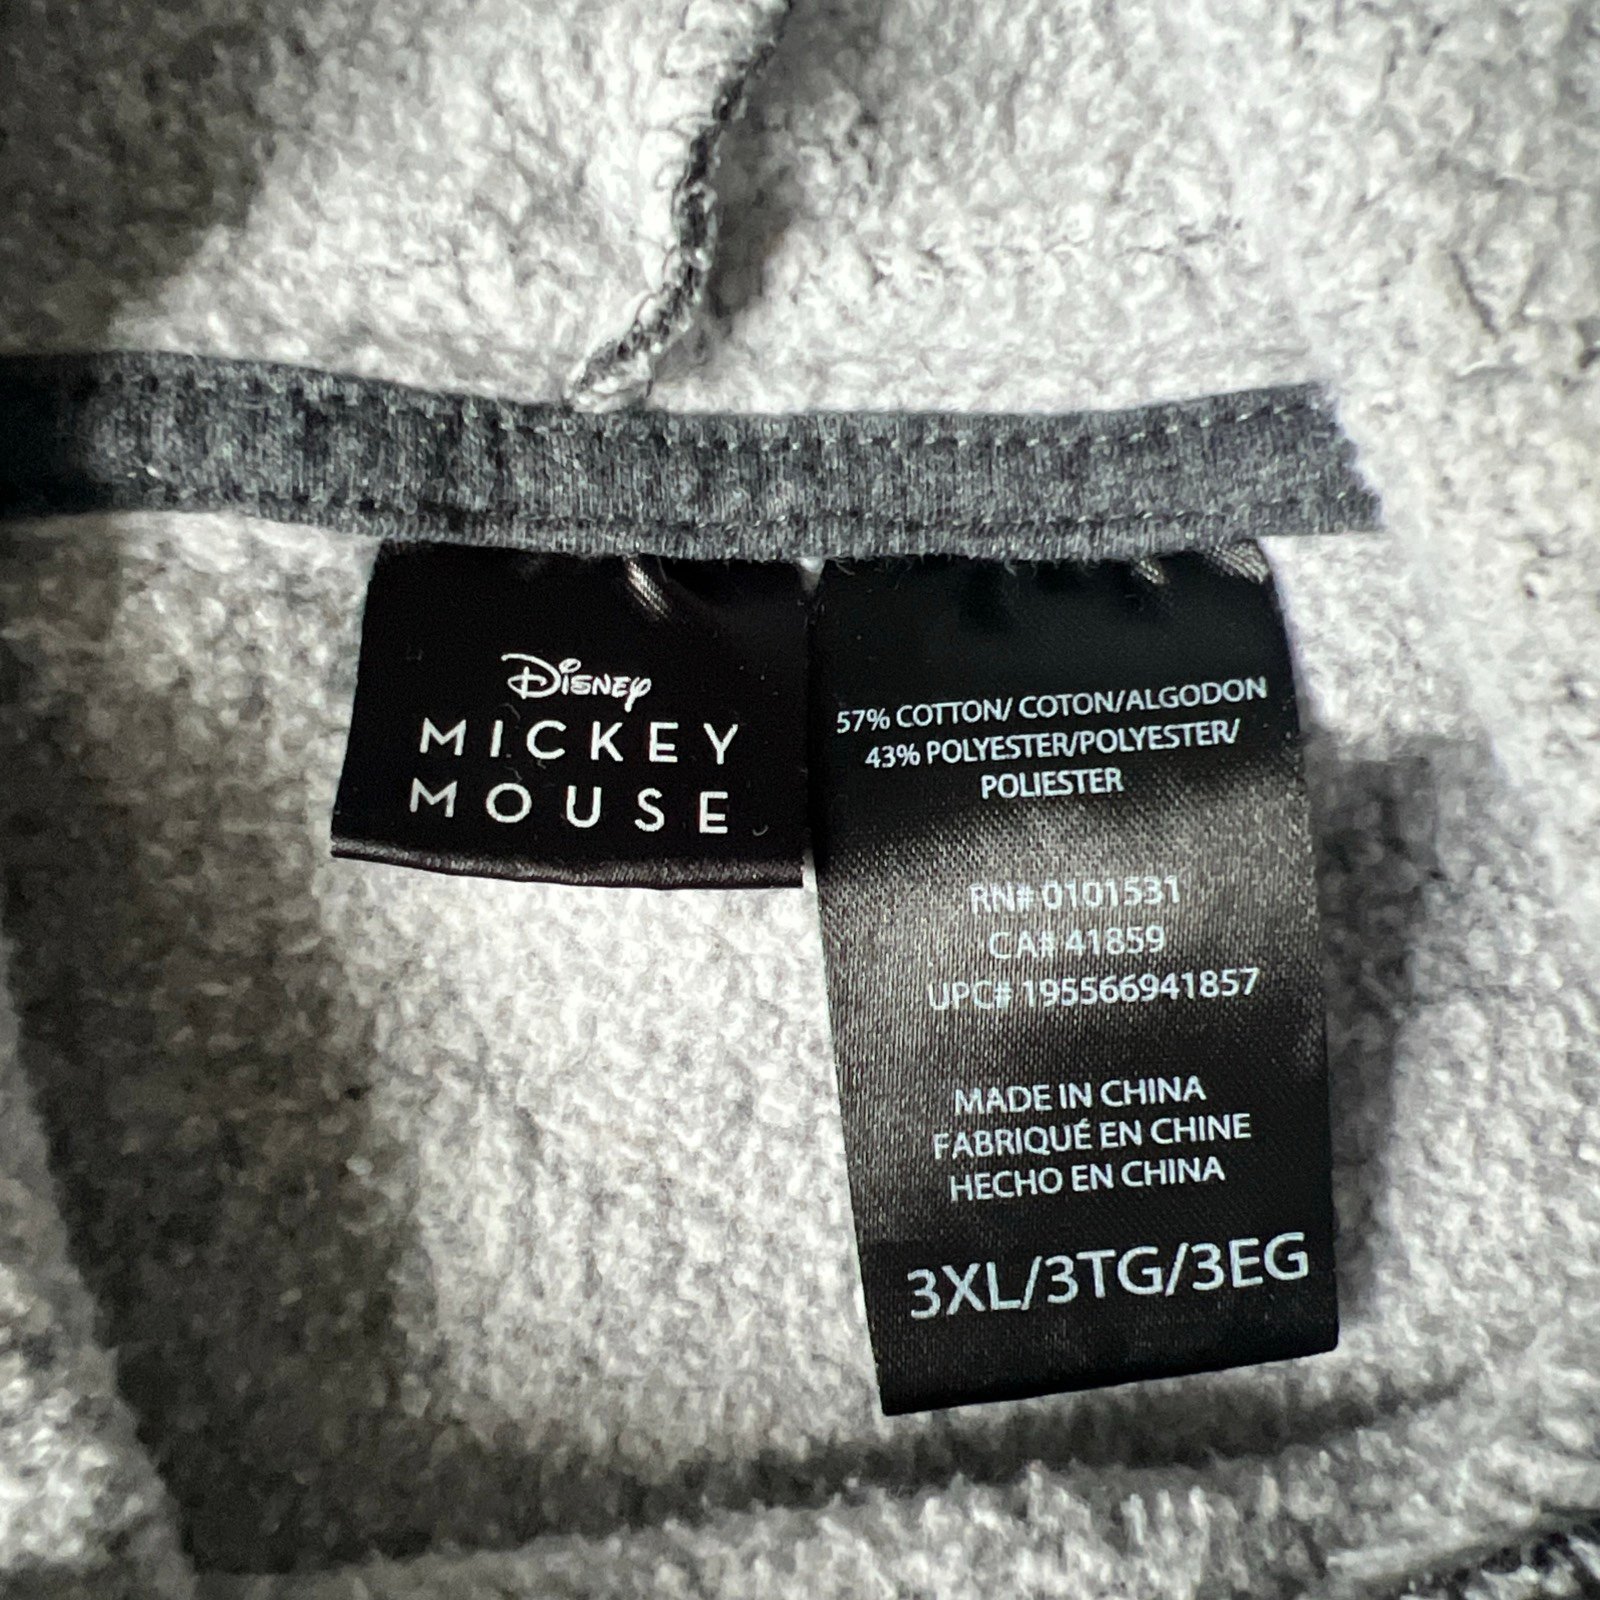 Disney
MICKEY
MOUSE
57% COTTON/ COTON/ALGODON
43% POLYESTER/POLYESTER/
POLIESTER
RN# 0101531
CA# 41859
UPC# 195566941857
MADE IN CHINA
FABRIQUÉ EN CHINE
HECHO EN CHINA
3XL/3TG/3EG